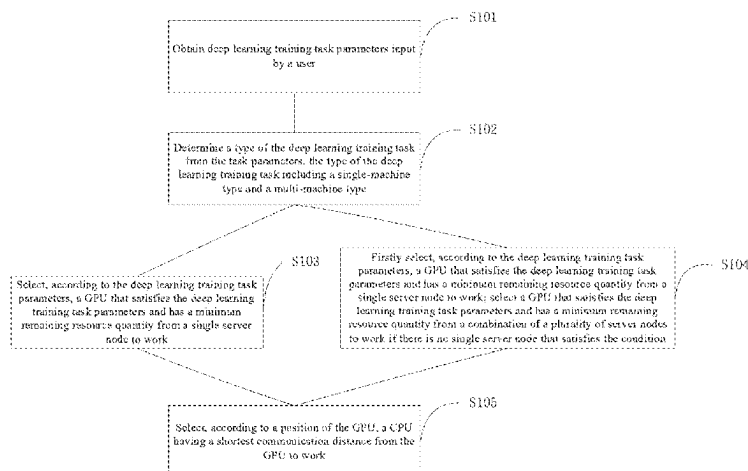 S101
Obtain deep learning training task parameters input
by a user
S102
Determine a type of the deep learning training task
from the task parameters, the type of the deep
learning training task including a single-machine
type and a multi-machine type
S103
Select, according to the deep learning training task
parameters, a GPU that satisfies the deep learning
training task parameters and has a minimum
remaining resource quantity from a single server
node to work
S104
Firstly select, according to the deep learning training task
parameters, a GPU that satisfies the deep learning training task
parameters and has a minimum remaining resource quantity from a
single server node to work; select a GPU that satisfies the deep
learning training task parameters and has a minimum remaining
resource quantity from a combination of a plurality of server nodes
to work if there is no single server node that satisfies the condition
S105
Select, according to a position of the GPU, a CPU
having a shortest communication distance from the
GPU to work